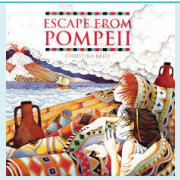 ESCAPE FROM
POMPEII
CHRISTINA BALIT